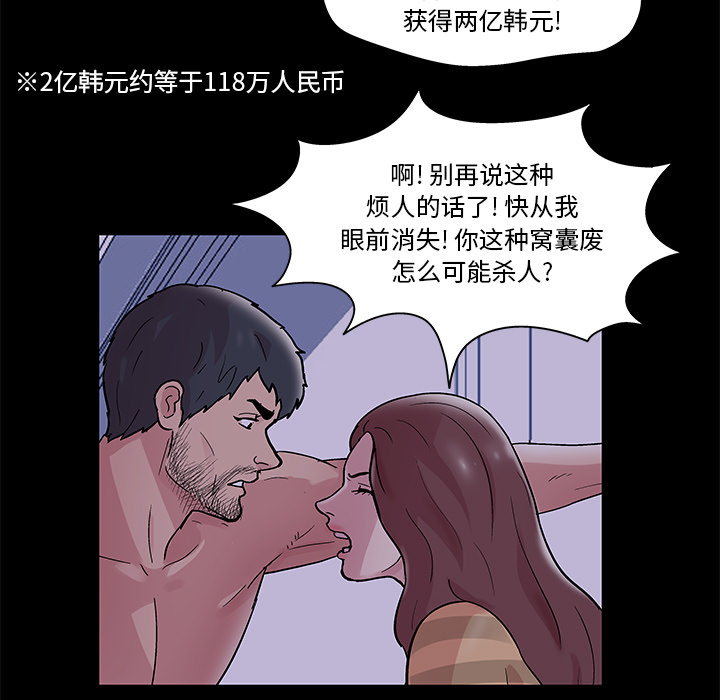 获得两亿韩元!
※2亿韩元约等于118万人民币
啊! 别再说这种
烦人的话了! 快从我
眼前消失! 你这种窝囊废
怎么可能杀人?